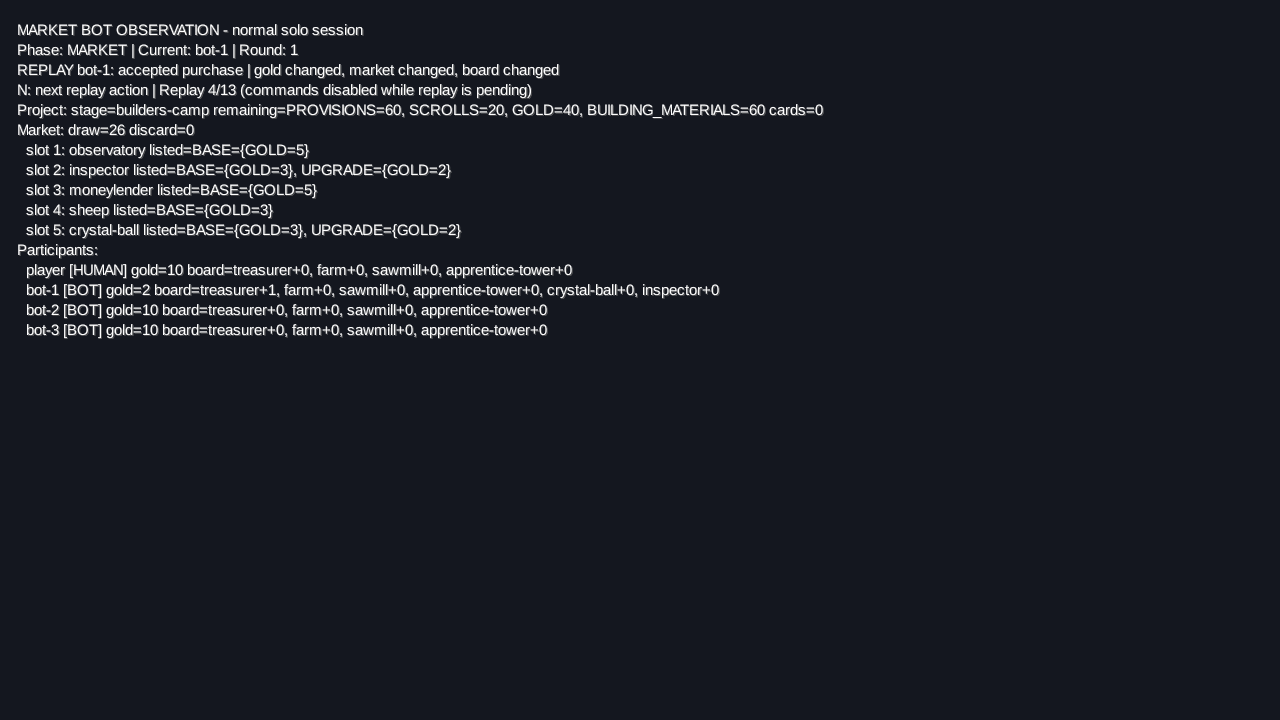 MARKET BOT OBSERVATION - normal solo session
Phase: MARKET | Current: bot-1 | Round: 1
REPLAY bot-1: accepted purchase | gold changed, market changed, board changed
N: next replay action | Replay 4/13 (commands disabled while replay is pending)
Project: stage=builders-camp remaining=PROVISIONS=60, SCROLLS=20, GOLD=40, BUILDING_MATERIALS=60 cards=0
Market: draw=26 discard=0
slot 1: observatory listed=BASE={GOLD=5}
slot 2: inspector listed=BASE={GOLD=3}, UPGRADE={GOLD=2}
slot 3: moneylender listed=BASE={GOLD=5}
slot 4: sheep listed=BASE={GOLD=3}
slot 5: crystal-ball listed=BASE={GOLD=3}, UPGRADE={GOLD=2}
Participants:
player [HUMAN] gold=10 board=treasurer+0, farm+0, sawmill+0, apprentice-tower+0
bot-1 [BOT] gold=2 board=treasurer+1, farm+0, sawmill+0, apprentice-tower+0, crystal-ball+0, inspector+0
bot-2 [BOT] gold=10 board=treasurer+0, farm+0, sawmill+0, apprentice-tower+0
bot-3 [BOT] gold=10 board=treasurer+0, farm+0, sawmill+0, apprentice-tower+0